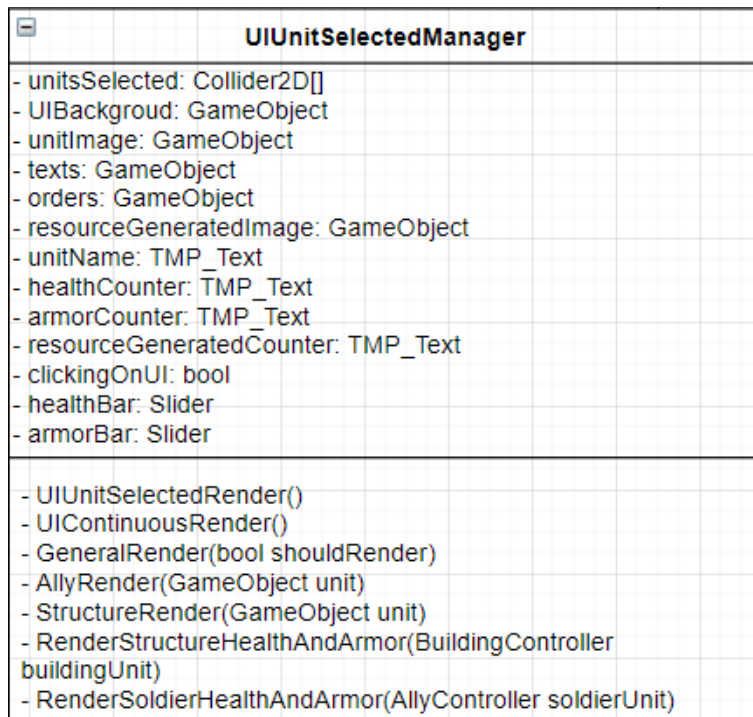 UIUnitSelectedManager
- unitsSelected: Collider2D[]
- UIBackgroud: GameObject
- unitImage: GameObject
- texts: GameObject
- orders: GameObject
- resourceGeneratedImage: GameObject
- unitName: TMP_Text
- healthCounter: TMP_Text
- armorCounter: TMP_Text
- resourceGeneratedCounter: TMP_Text
- clickingOnUI: bool
- healthBar: Slider
- armorBar: Slider
- UIUnitSelectedRender()
- UIContinuousRender()
- GeneralRender(bool shouldRender)
- AllyRender(GameObject unit)
- StructureRender(GameObject unit)
- RenderStructureHealthAndArmor(BuildingController
buildingUnit)
- RenderSoldierHealthAndArmor(AllyController soldierUnit)